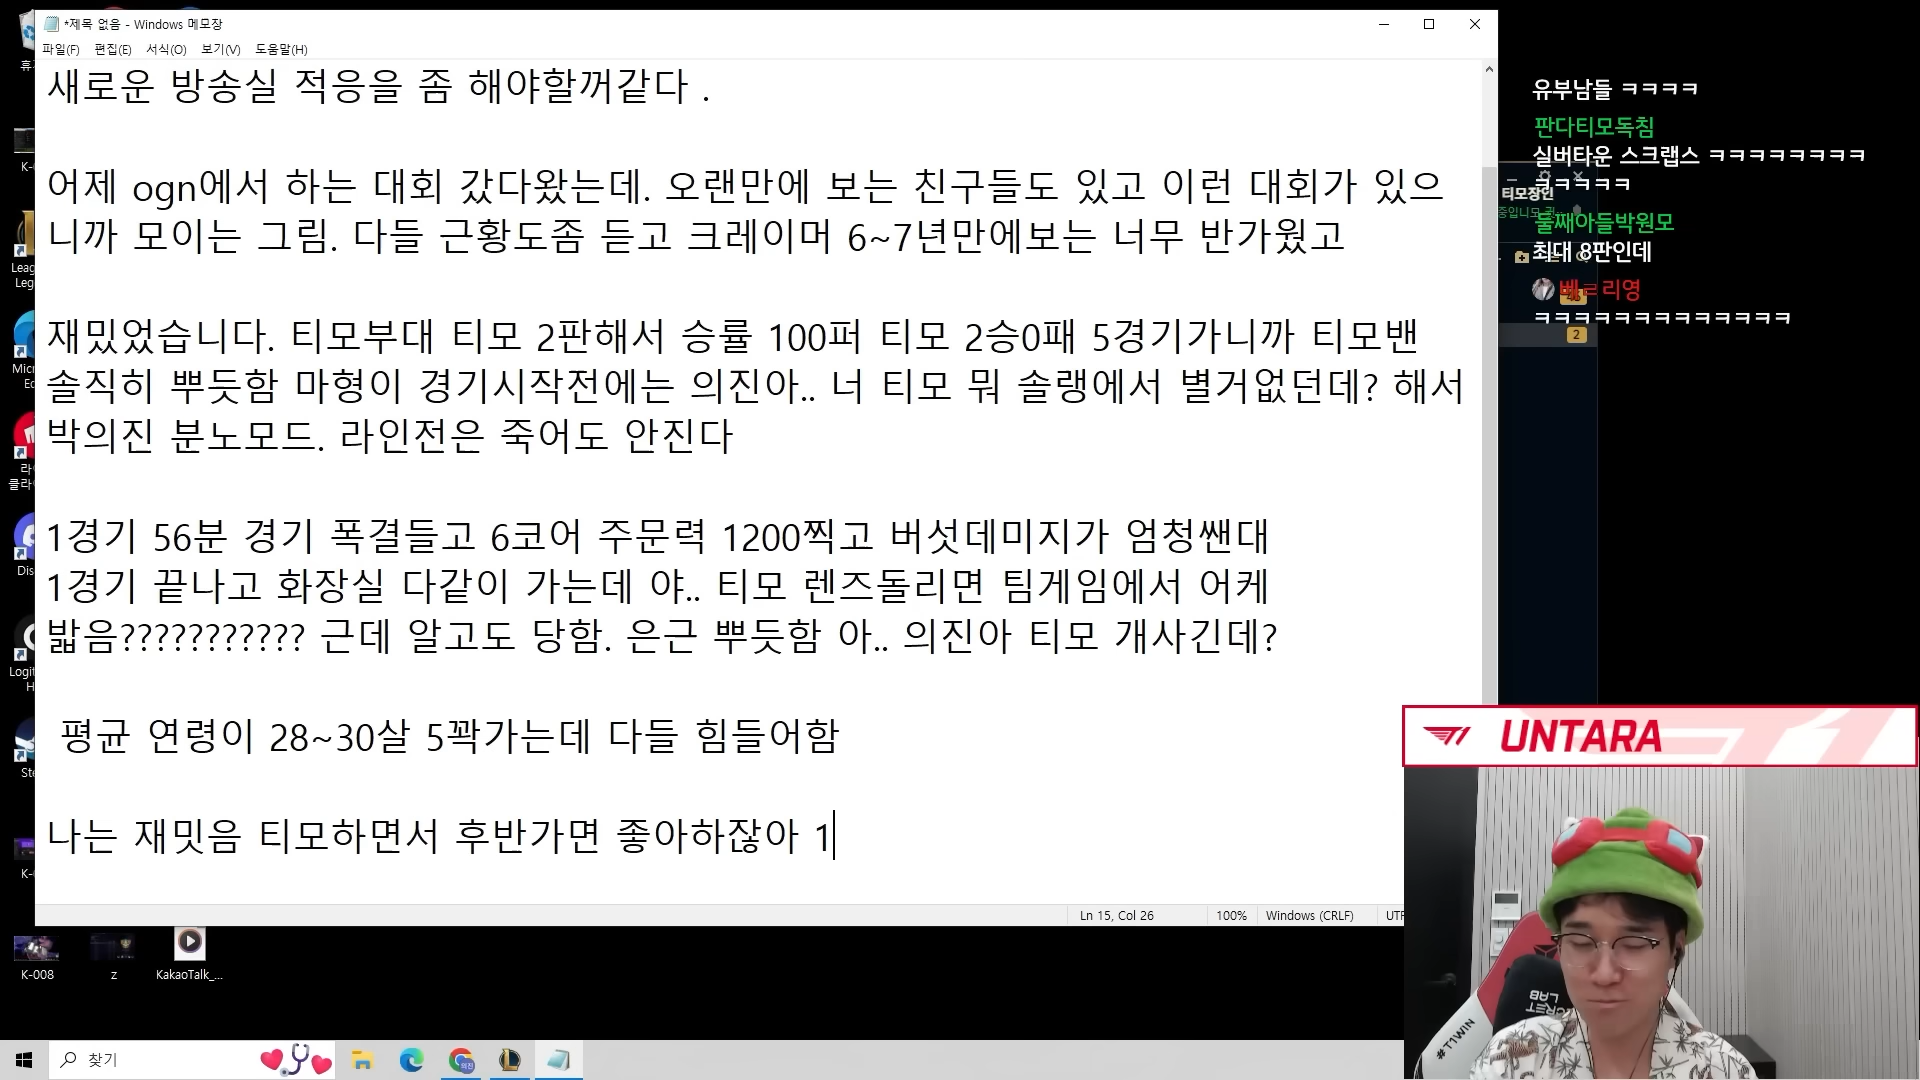 *제목 없음 - Windows 메모장
파일(F) 편집(E) 서식(O) 보기(V) 도움말(H)
새로운 방송실 적응을 좀 해야할꺼같다 .
어제 ogn에서 하는 대회 갔다왔는데. 오랜만에 보는 친구들도 있고 이런 대회가 있으
니까 모이는 그림. 다들 근황도좀 듣고 크레이머 6~7년만에보는 너무 반가웠고
재밌었습니다. 티모부대 티모 2판해서 승률 100퍼 티모 2승0패 5경기가니까 티모밴
솔직히 뿌듯함 마형이 경기시작전에는 의진아.. 너 티모 뭐 솔랭에서 별거없던데? 해서
박의진 분노모드. 라인전은 죽어도 안진다
1경기 56분 경기 폭결들고 6코어 주문력 1200찍고 버섯데미지가 엄청쌘대
1경기 끝나고 화장실 다같이 가는데 야.. 티모 렌즈돌리면 팀게임에서 어케
밟음??????????? 근데 알고도 당함. 은근 뿌듯함 아.. 의진아 티모 개사긴데?
평균 연령이 28~30살 5꽉가는데 다들 힘들어함
나는 재밋음 티모하면서 후반가면 좋아하잖아 1
Ln 15, Col 26
100%
Windows (CRLF)
UTF
유부남들 ㅋㅋㅋㅋ
판다티모독침
실버타운 스크랩스 ㅋㅋㅋㅋㅋㅋㅋㅋ
ㅋㅋㅋㅋㅋ
티모장인
둘째아들박원모
최대 8판인데
베ㄹ리영
ㅋㅋㅋㅋㅋㅋㅋㅋㅋㅋㅋㅋㅋ
2
T1 UNTARA
#T1WIN
K-008
z
KakaoTalk_...
찾기